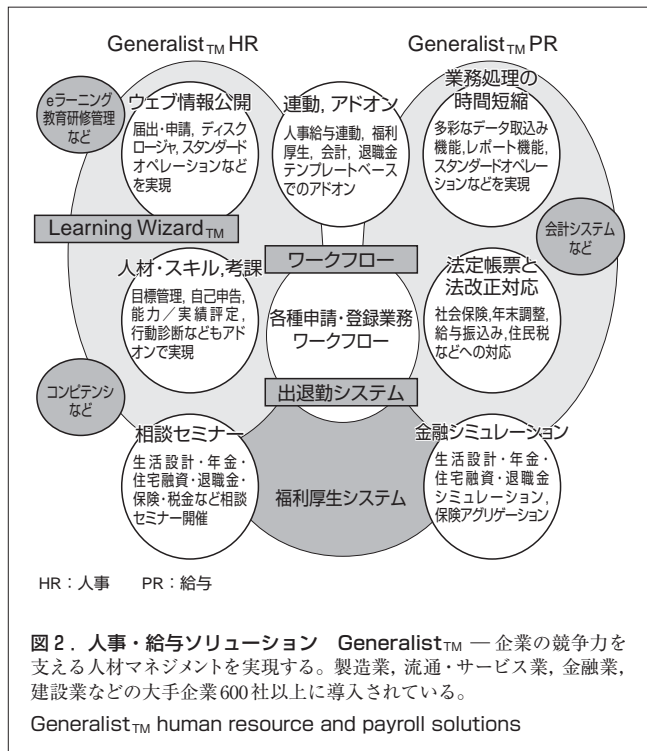 Generalist™ HR
Generalist™ PR
eラーニング
教育研修管理
など
ウェブ情報公開
届出・申請, ディスク
ロージャ, スタンダード
オペレーションなどを
を実現
連動, アドオン
人事給与連動, 福利
厚生, 会計, 退職金
テンプレートベース
でのアドオン
業務処理の
時間短縮
多彩なデータ取込み
機能, レポート機能,
スタンダードオペレー
ションなどを実現
Learning Wizard™
会計システム
など
人材・スキル, 考課
目標管理, 自己申告,
能力／実績評定,
行動診断などもアド
オンで実現
ワークフロー
各種申請・登録業務
ワークフロー
法定帳票と
法改正対応
社会保険, 年末調整,
給与振込み, 住民税
などへの対応
出退勤システム
コンピテンシ
など
相談セミナー
生活設計・年金・
住宅融資・退職金・
保険・税金など相談
セミナー開催
福利厚生システム
金融シミュレーション
生活設計・年金・
住宅融資・退職金
シミュレーション,
保険アグリゲーション
HR：人事　PR：給与
図2. 人事・給与ソリューション　Generalist™ — 企業の競争力を
支える人材マネジメントを実現する。製造業, 流通・サービス業, 金融業,
建設業などの大手企業600社以上に導入されている。
Generalist™ human resource and payroll solutions